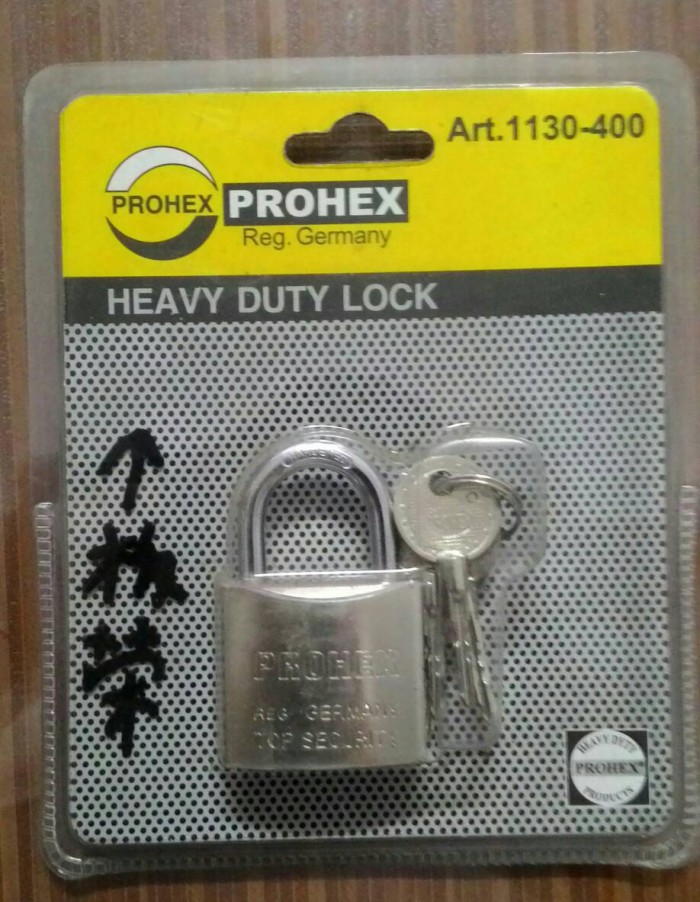 Art.1130-400
PROHEX
PROHEX
Reg. Germany
HEAVY DUTY LOCK
PROHEX
REG. GERMANY
TOP SECURITY
HEAVY DUTY
PROHEX
PRODUCTS